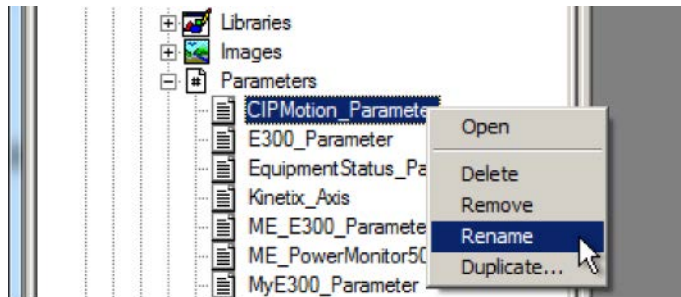 Libraries
Images
Parameters
CIPMotion_Paramete
Open
E300_Parameter
EquipmentStatus_Pa
Delete
Kinetix_Axis
Remove
ME_E300_Paramete
Rename
ME_PowerMonitor50
Duplicate...
MyE300_Parameter